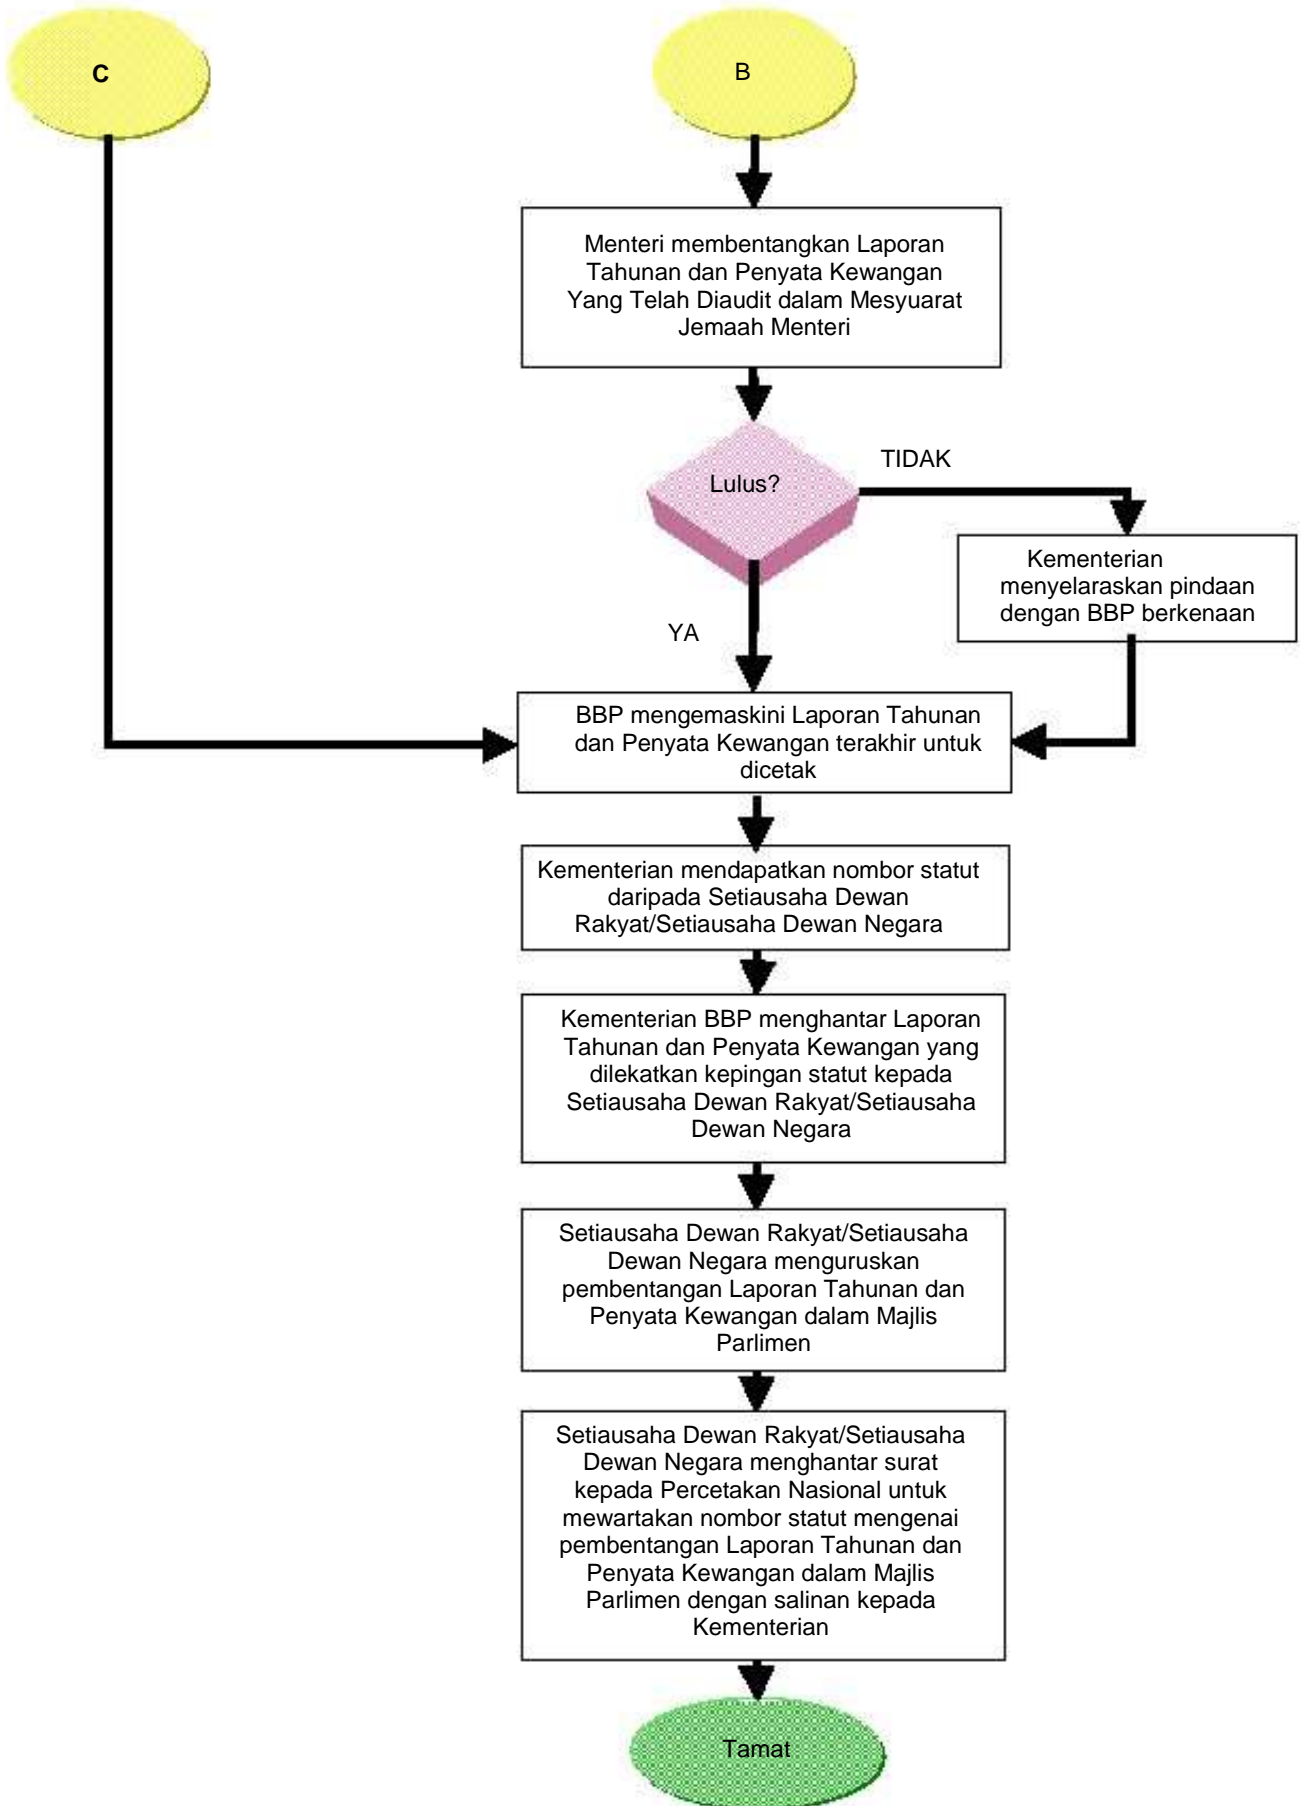 C
B
Menteri membentangkan Laporan
Tahunan dan Penyata Kewangan
Yang Telah Diaudit dalam Mesyuarat
Jemaah Menteri
Lulus?
TIDAK
Kementerian
menyelaraskan pindaan
dengan BBP berkenaan
YA
BBP mengemaskini Laporan Tahunan
dan Penyata Kewangan terakhir untuk
dicetak
Kementerian mendapatkan nombor statut
daripada Setiausaha Dewan
Rakyat/Setiausaha Dewan Negara
Kementerian BBP menghantar Laporan
Tahunan dan Penyata Kewangan yang
dilekatkan kepingan statut kepada
Setiausaha Dewan Rakyat/Setiausaha
Dewan Negara
Setiausaha Dewan Rakyat/Setiausaha
Dewan Negara menguruskan
pembentangan Laporan Tahunan dan
Penyata Kewangan dalam Majlis
Parlimen
Setiausaha Dewan Rakyat/Setiausaha
Dewan Negara menghantar surat
kepada Percetakan Nasional untuk
mewartakan nombor statut mengenai
pembentangan Laporan Tahunan dan
Penyata Kewangan dalam Majlis
Parlimen dengan salinan kepada
Kementerian
Tamat